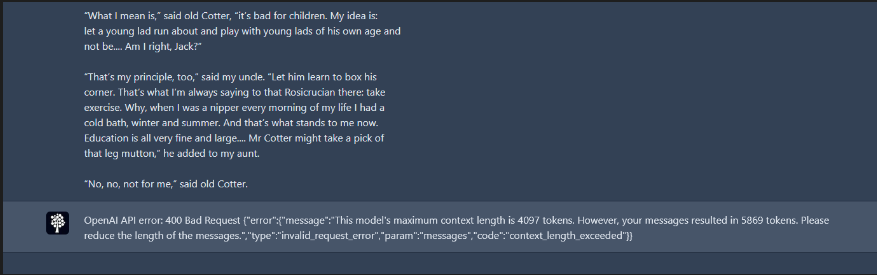 “What I mean is,” said old Cotter, “it’s bad for children. My idea is:
let a young lad run about and play with young lads of his own age and
not be.... Am I right, Jack?”
“That’s my principle, too,” said my uncle. “Let him learn to box his
corner. That’s what I’m always saying to that Rosicrucian there: take
exercise. Why, when I was a nipper every morning of my life I had a
cold bath, winter and summer. And that’s what stands to me now.
Education is all very fine and large.... Mr Cotter might take a pick of
that leg mutton,” he added to my aunt.
“No, no, not for me,” said old Cotter.
OpenAI API error: 400 Bad Request {"error":{"message":"This model's maximum context length is 4097 tokens. However, your messages resulted in 5869 tokens. Please
reduce the length of the messages.","type":"invalid_request_error","param":"messages","code":"context_length_exceeded"}}